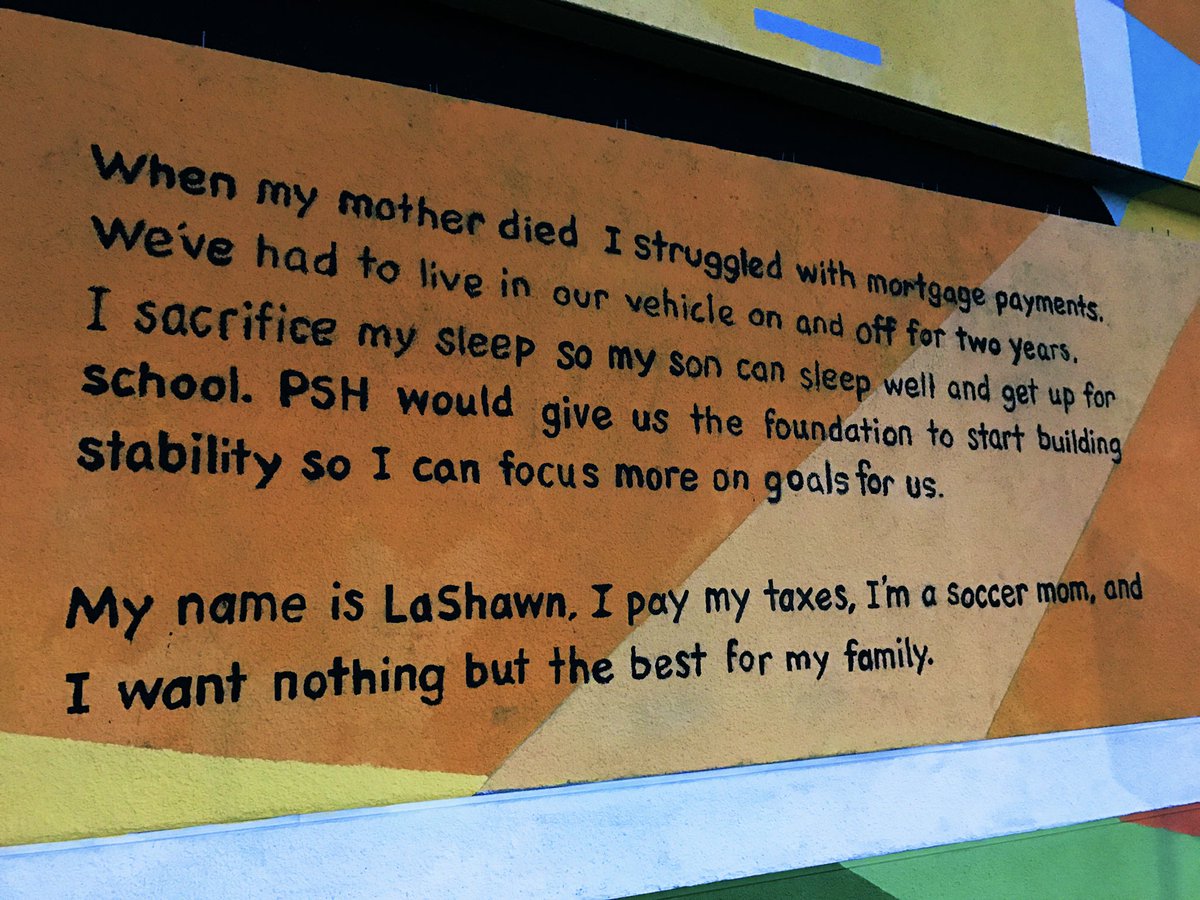 When my mother died I struggled with mortgage payments.
We've had to live in our vehicle on and off for two years.
I sacrifice my sleep so my son can sleep well and get up for
school. PSH would give us the foundation to start building
stability so I can focus more on goals for us.
My name is LaShawn, I pay my taxes, I'm a soccer mom, and
I want nothing but the best for my family.